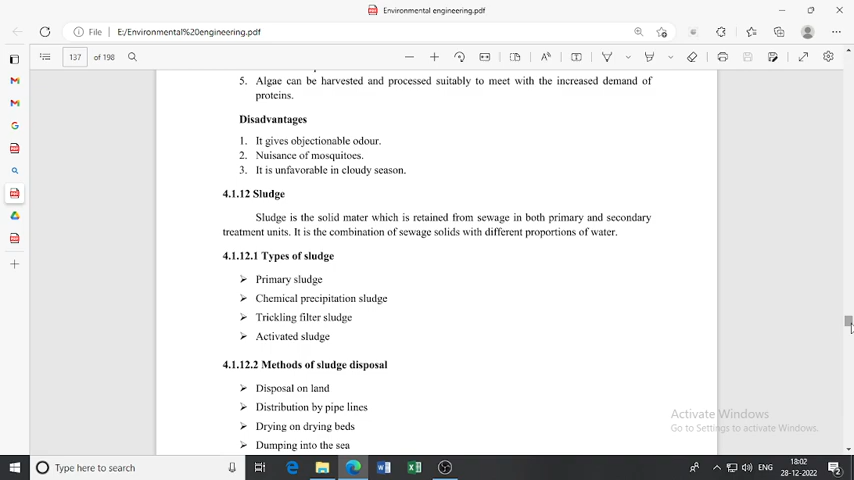 Environmental engineering.pdf
File
E:/Environmental%20engineering.pdf
137
of 198
5. Algae can be harvested and processed suitably to meet with the increased demand of
proteins.
Disadvantages
1. It gives objectionable odour.
2. Nuisance of mosquitoes.
3. It is unfavorable in cloudy season.
4.1.12 Sludge
Sludge is the solid mater which is retained from sewage in both primary and secondary
treatment units. It is the combination of sewage solids with different proportions of water.
4.1.12.1 Types of sludge
➤ Primary sludge
➤ Chemical precipitation sludge
➤ Trickling filter sludge
➤ Activated sludge
4.1.12.2 Methods of sludge disposal
➤ Disposal on land
➤ Distribution by pipe lines
➤ Drying on drying beds
➤ Dumping into the sea
Activate Windows
Go to Settings to activate Windows.
Type here to search
ENG
18:02
28-12-2022
2